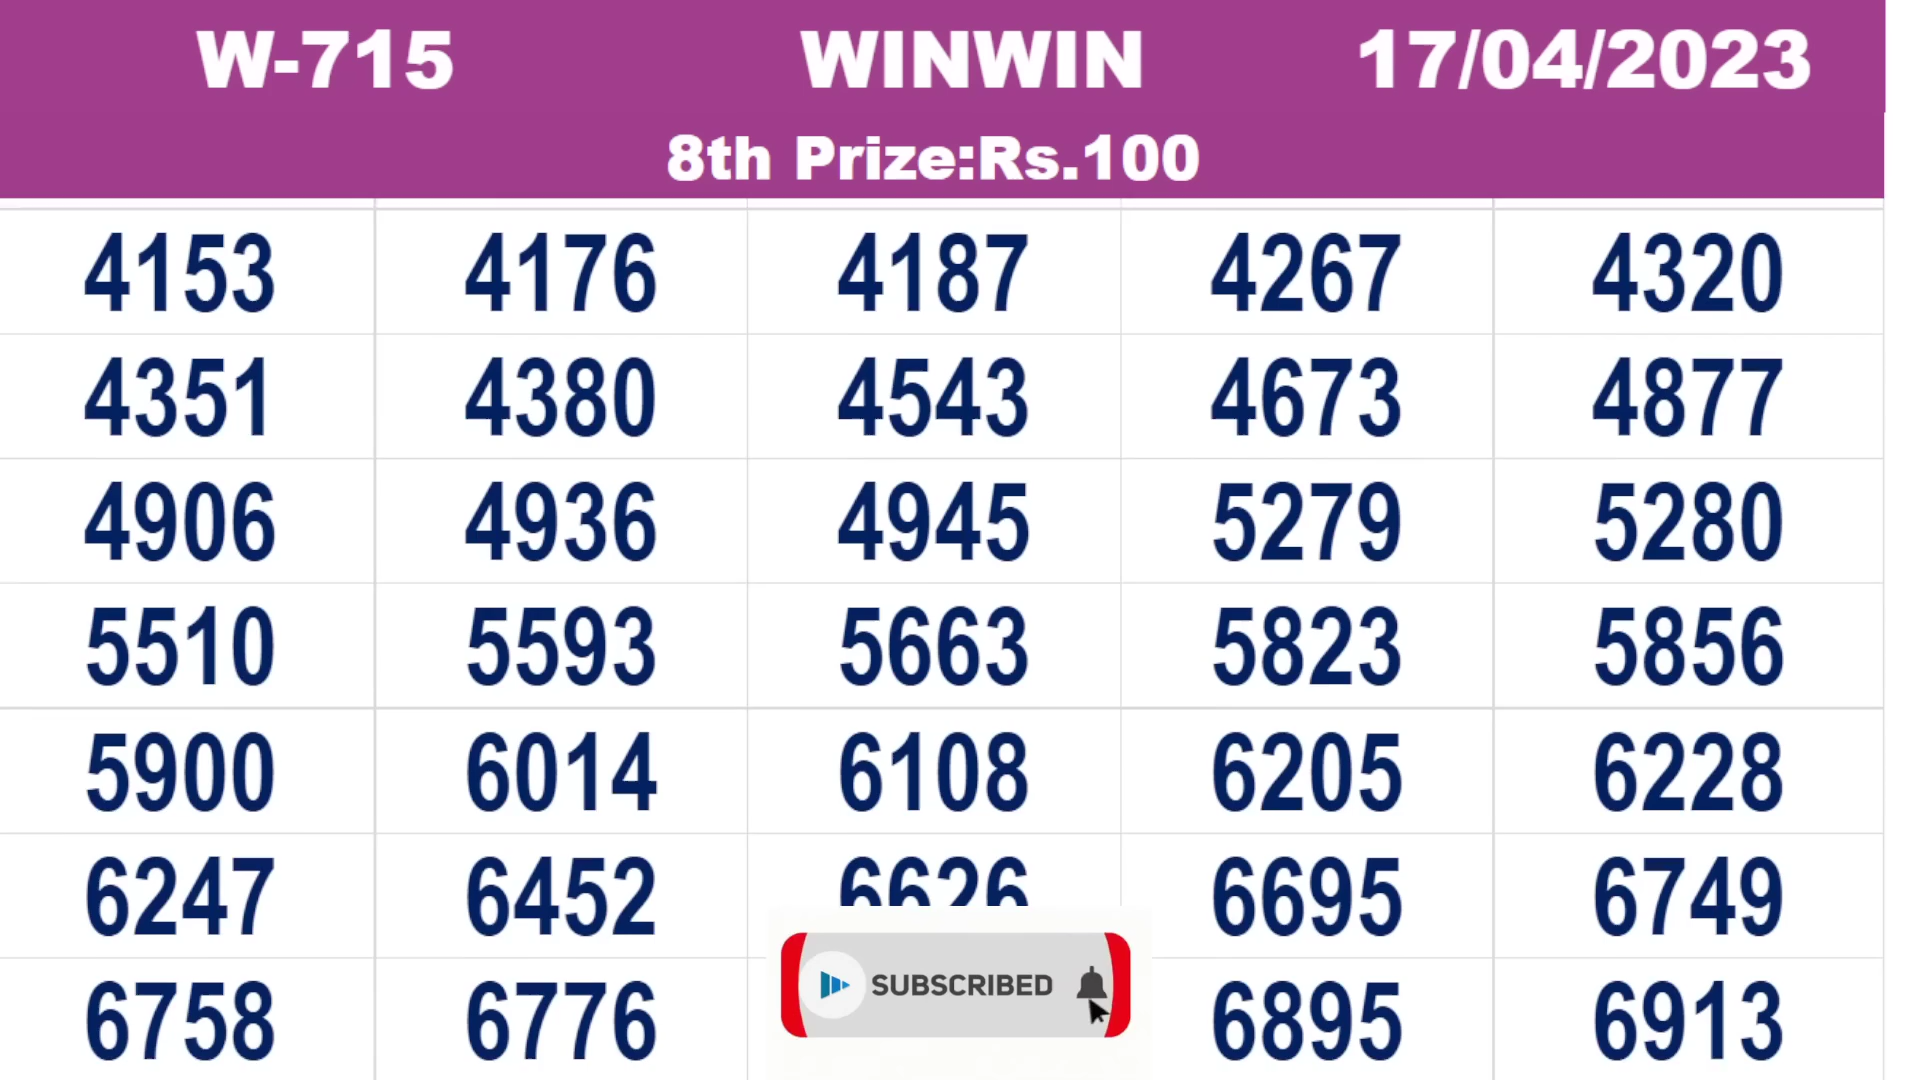 W-715 WINWIN 17/04/2023
8th Prize:Rs.100
4153 4176 4187 4267 4320
4351 4380 4543 4673 4877
4906 4936 4945 5279 5280
5510 5593 5663 5823 5856
5900 6014 6108 6205 6228
6247 6452 6626 6695 6749
6758 6776 6895 6913
SUBSCRIBED